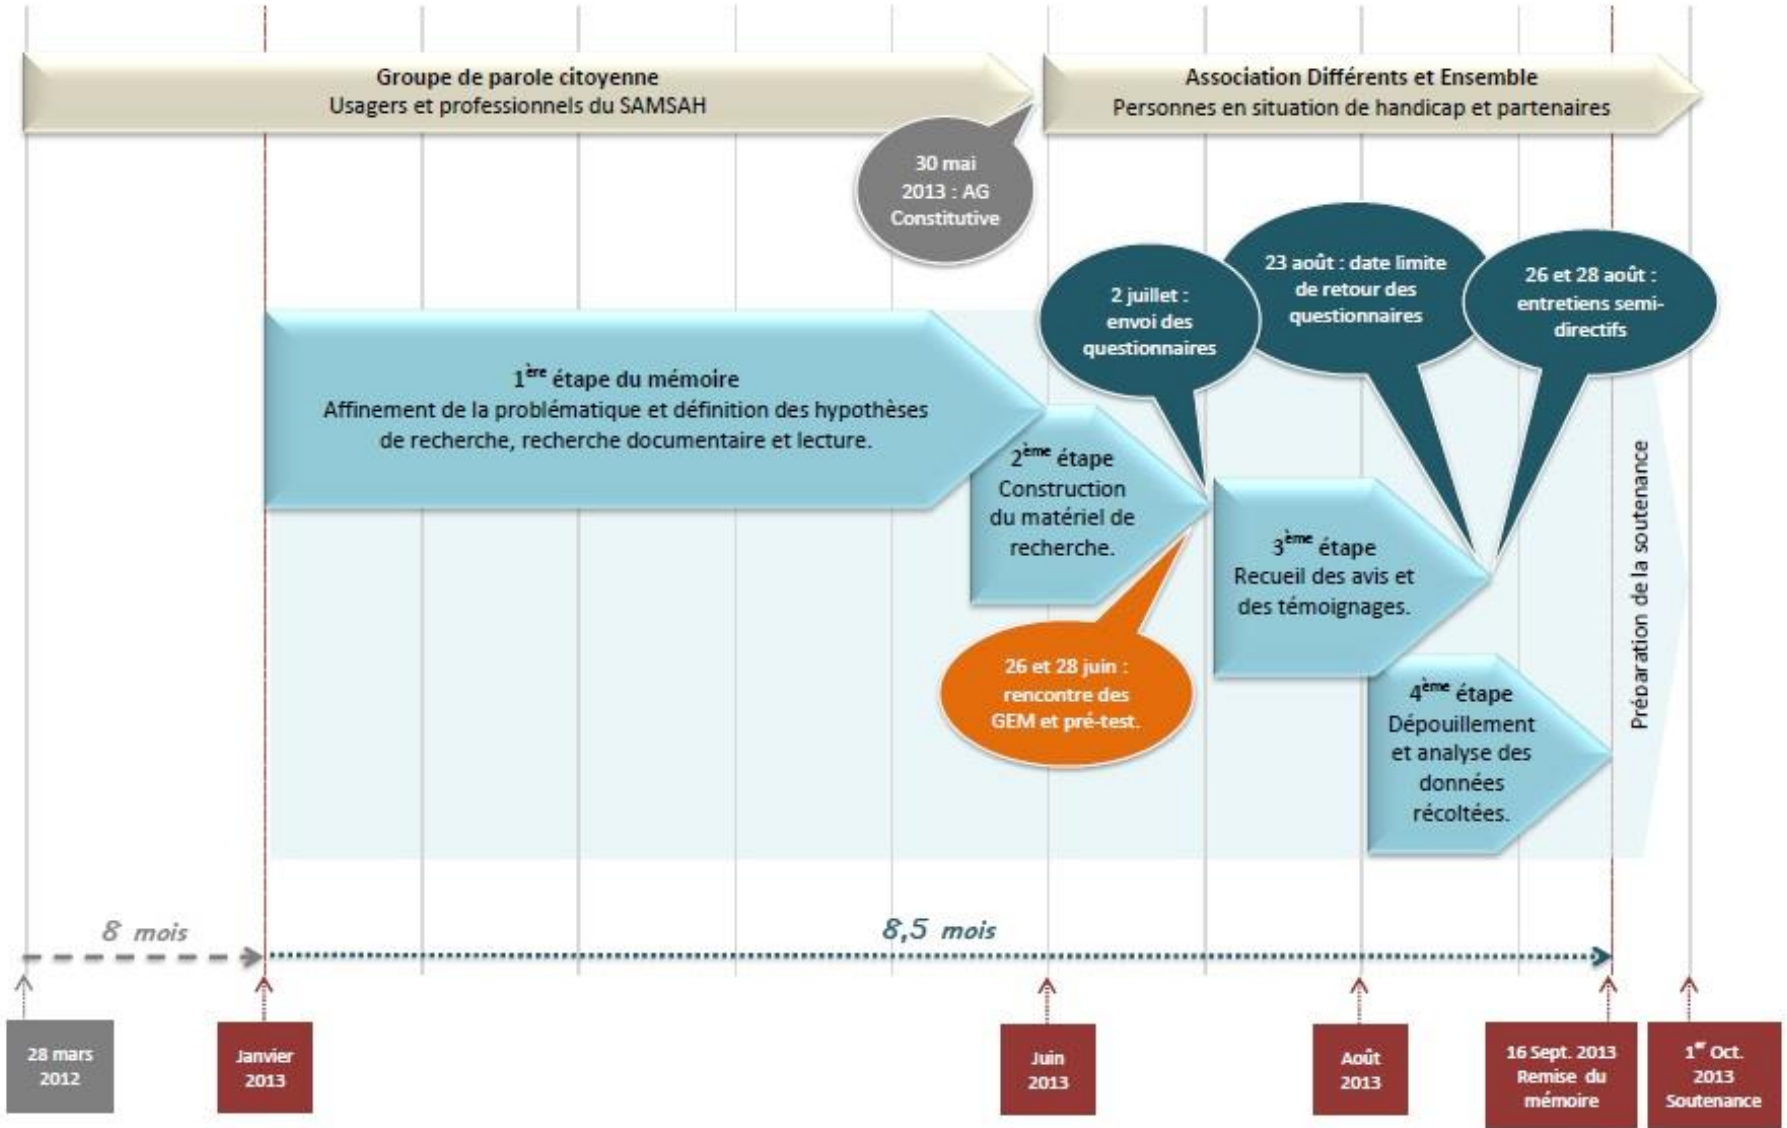 Groupe de parole citoyenne
Usagers et professionnels du SAMSAH
Association Différents et Ensemble
Personnes en situation de handicap et partenaires
30 mai
2013 : AG
Constitutive
2 juillet :
envoi des
questionnaires
23 août : date limite
de retour des
questionnaires
26 et 28 août :
entretiens semi-
directifs
1ère étape du mémoire
Affinement de la problématique et définition des hypothèses
de recherche, recherche documentaire et lecture.
2ème étape
Construction
du matériel de
recherche.
3ème étape
Recueil des avis et
des témoignages.
26 et 28 juin :
rencontre des
GEM et pré-test.
4ème étape
Dépouillement
et analyse des
données
récoltées.
Préparation de la soutenance
8 mois
8,5 mois
28 mars
2012
Janvier
2013
Juin
2013
Août
2013
16 Sept. 2013
Remise du
mémoire
1er Oct.
2013
Soutenance